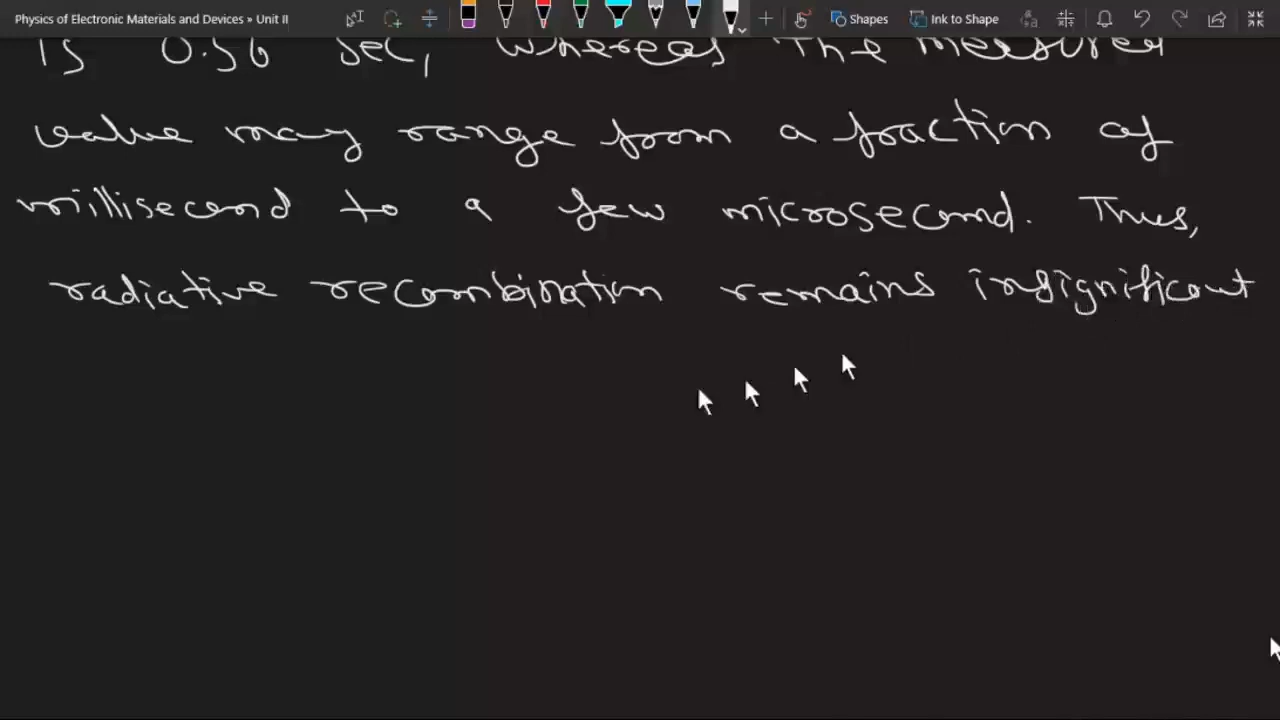 Physics of Electronic Materials and Devices » Unit II
Shapes
Ink to Shape
is 0.56 sec, whereas the measured
value may range from a fraction of
millisecond to a few microsecond. Thus,
radiative recombination remains insignificant